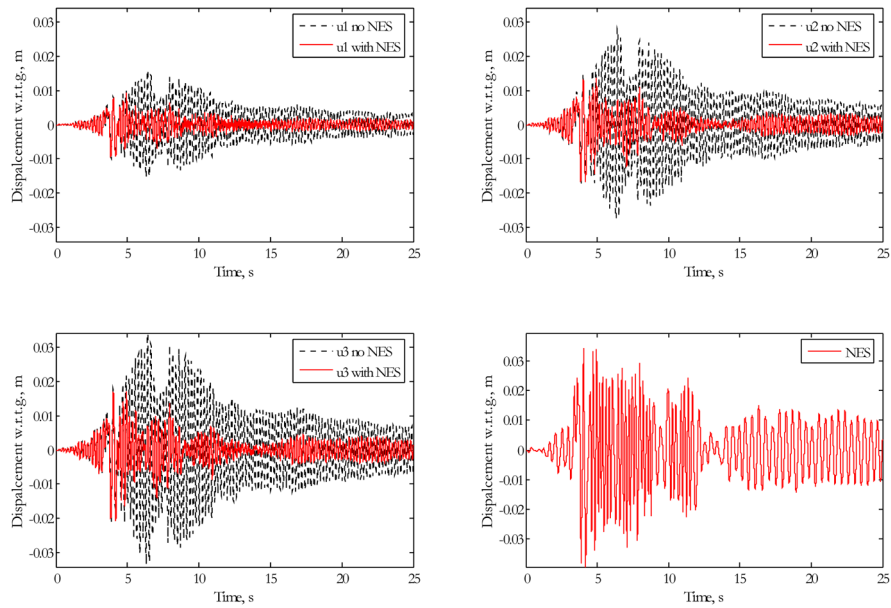 0.03
0.02
0.01
0
-0.01
-0.02
-0.03
Dispalcement w.r.t.g., m
u1 no NES
u1 with NES
0 5 10 15 20 25
Time, s
0.03
0.02
0.01
0
-0.01
-0.02
-0.03
Dispalcement w.r.t.g., m
u2 no NES
u2 with NES
0 5 10 15 20 25
Time, s
0.03
0.02
0.01
0
-0.01
-0.02
-0.03
Dispalcement w.r.t.g., m
u3 no NES
u3 with NES
0 5 10 15 20 25
Time, s
0.03
0.02
0.01
0
-0.01
-0.02
-0.03
Dispalcement w.r.t.g., m
NES
0 5 10 15 20 25
Time, s